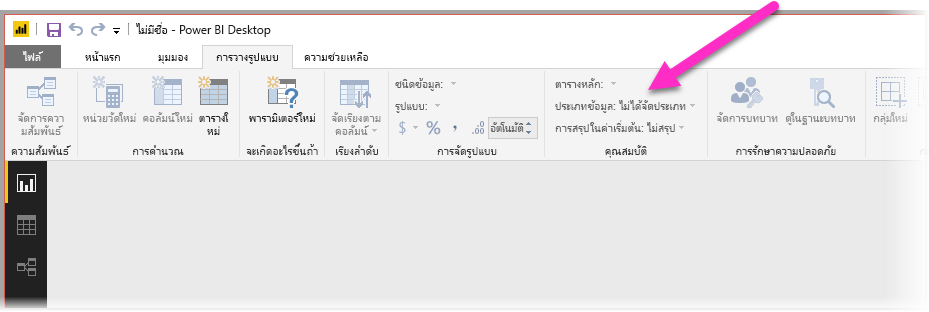 ไม่มีชื่อ - Power BI Desktop
ไฟล์ หน้าแรก มุมมอง การวางรูปแบบ ความช่วยเหลือ
จัดการความสัมพันธ์
ความสัมพันธ์
หน่วยวัดใหม่ คอลัมน์ใหม่ ตารางใหม่
การคำนวณ
พารามิเตอร์ใหม่
จะเกิดอะไรขึ้นถ้า
จัดเรียงตามคอลัมน์
เรียงลำดับ
ชนิดข้อมูล:
รูปแบบ:
$ % , .00 อัตโนมัติ
การจัดรูปแบบ
ตารางหลัก:
ประเภทข้อมูล: ไม่ได้จัดประเภท
การสรุปในค่าเริ่มต้น: ไม่สรุป
คุณสมบัติ
จัดการบทบาท ดูในฐานะบทบาท
การรักษาความปลอดภัย
กลุ่มใหม่